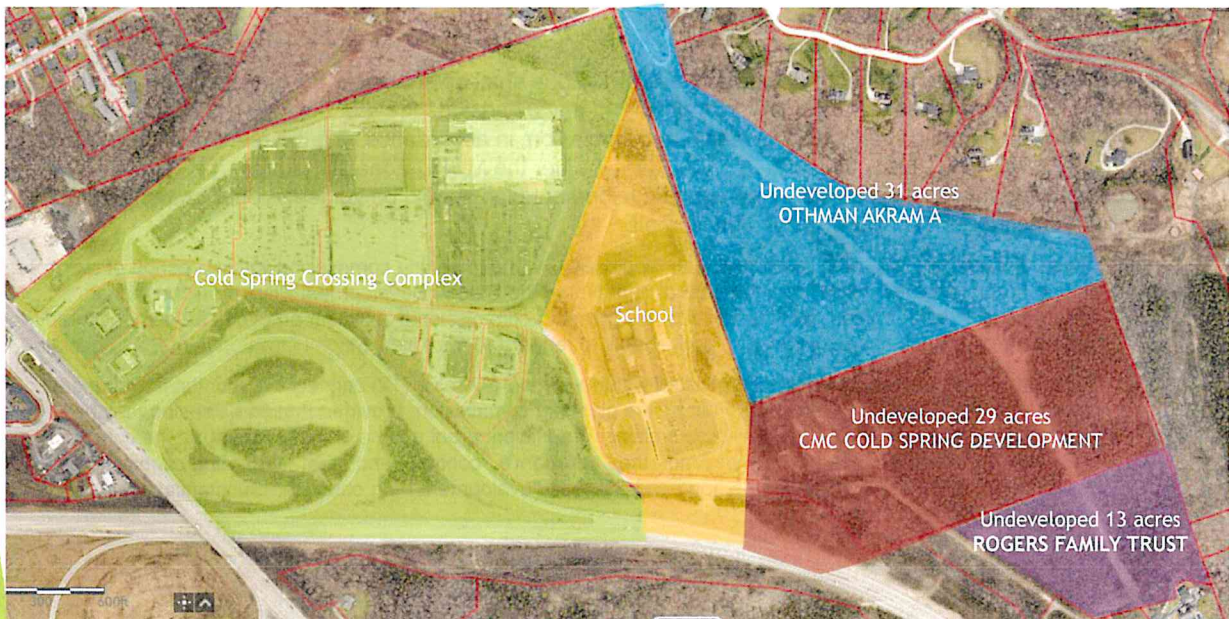 Undeveloped 31 acres
OTHMAN AKRAM A
Cold Spring Crossing Complex
School
Undeveloped 29 acres
CMC COLD SPRING DEVELOPMENT
Undeveloped 13 acres
ROGERS FAMILY TRUST
300
600ft